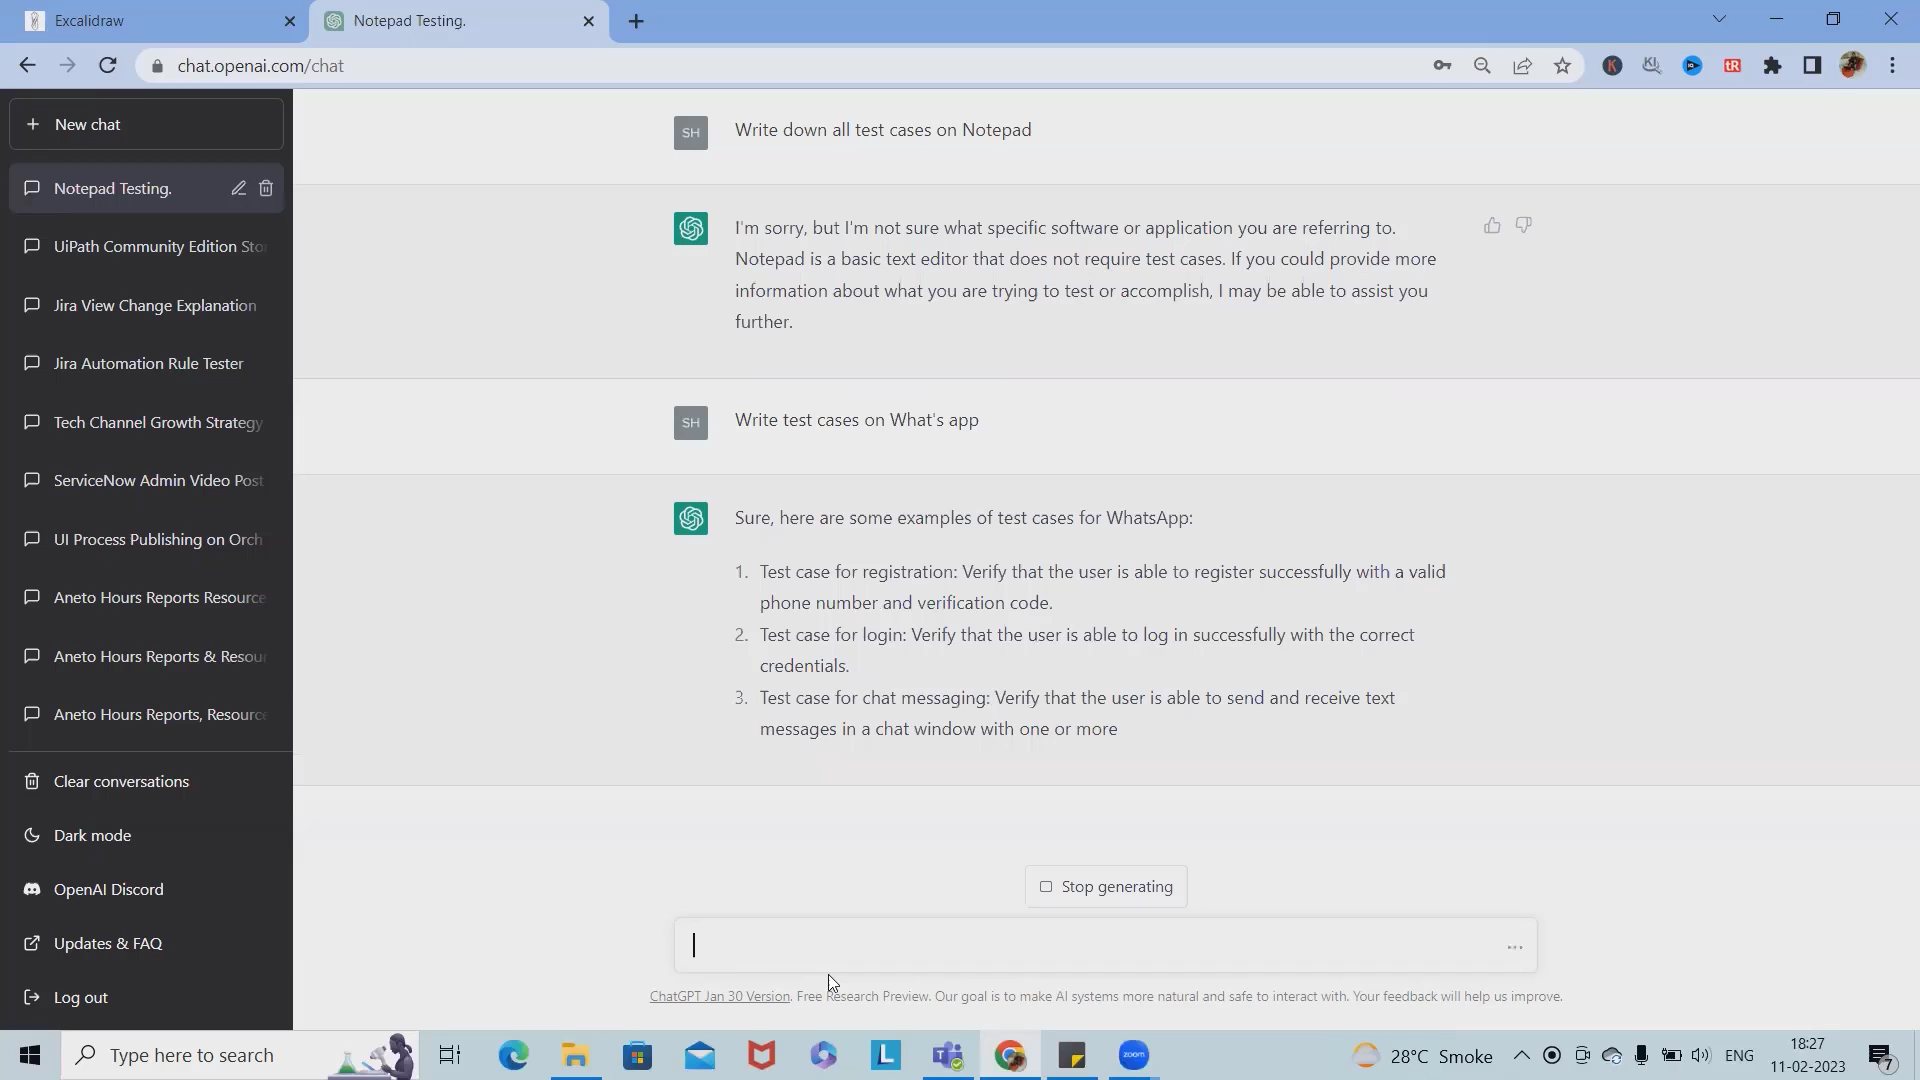 Excalidraw
Notepad Testing.
chat.openai.com/chat
New chat
Notepad Testing.
UiPath Community Edition Sto
Jira View Change Explanation
Jira Automation Rule Tester
Tech Channel Growth Strategy
ServiceNow Admin Video Post
UI Process Publishing on Orch
Aneto Hours Reports Resource
Aneto Hours Reports & Resour
Aneto Hours Reports, Resource
Clear conversations
Dark mode
OpenAI Discord
Updates & FAQ
Log out
SH
Write down all test cases on Notepad
I'm sorry, but I'm not sure what specific software or application you are referring to.
Notepad is a basic text editor that does not require test cases. If you could provide more
information about what you are trying to test or accomplish, I may be able to assist you
further.
SH
Write test cases on What's app
Sure, here are some examples of test cases for WhatsApp:
1. Test case for registration: Verify that the user is able to register successfully with a valid
phone number and verification code.
2. Test case for login: Verify that the user is able to log in successfully with the correct
credentials.
3. Test case for chat messaging: Verify that the user is able to send and receive text
messages in a chat window with one or more
Stop generating
ChatGPT Jan 30 Version. Free Research Preview. Our goal is to make AI systems more natural and safe to interact with. Your feedback will help us improve.
Type here to search
L
zoom
28°C Smoke
ENG
18:27
11-02-2023
7
K
KL
tR